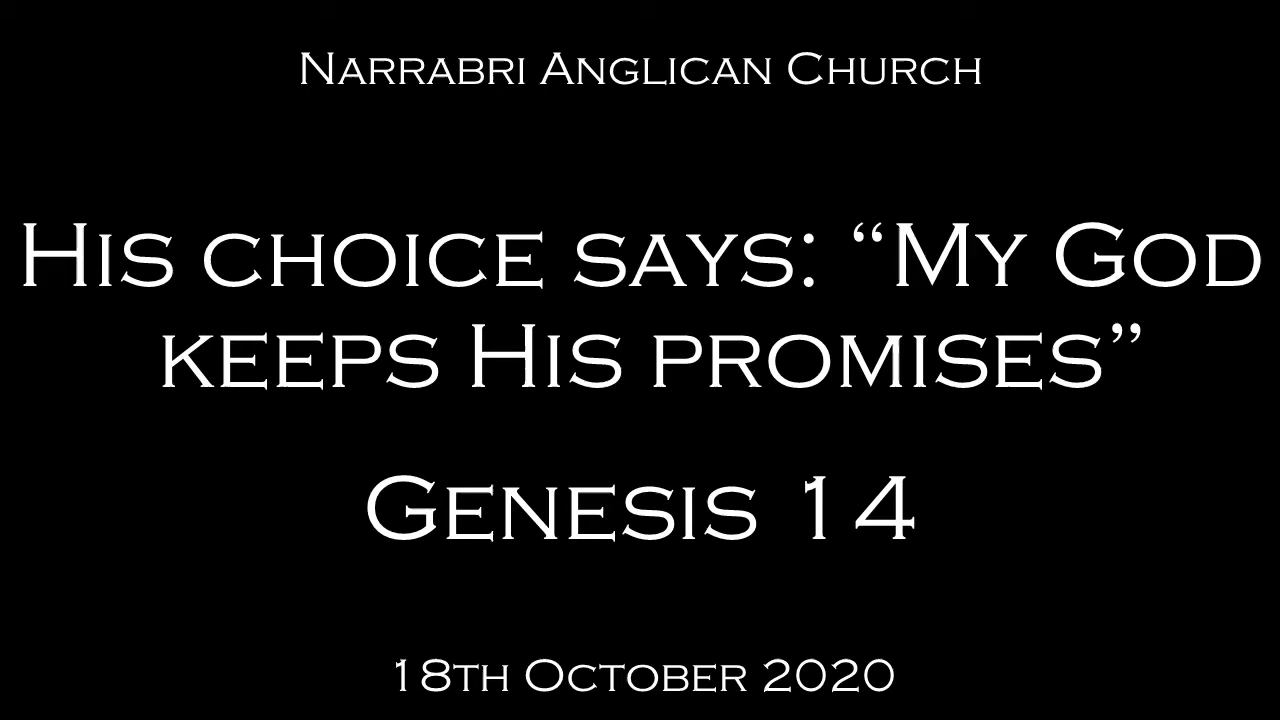 Narrabri Anglican Church
His choice says: “My God
keeps His promises”
Genesis 14
18th October 2020